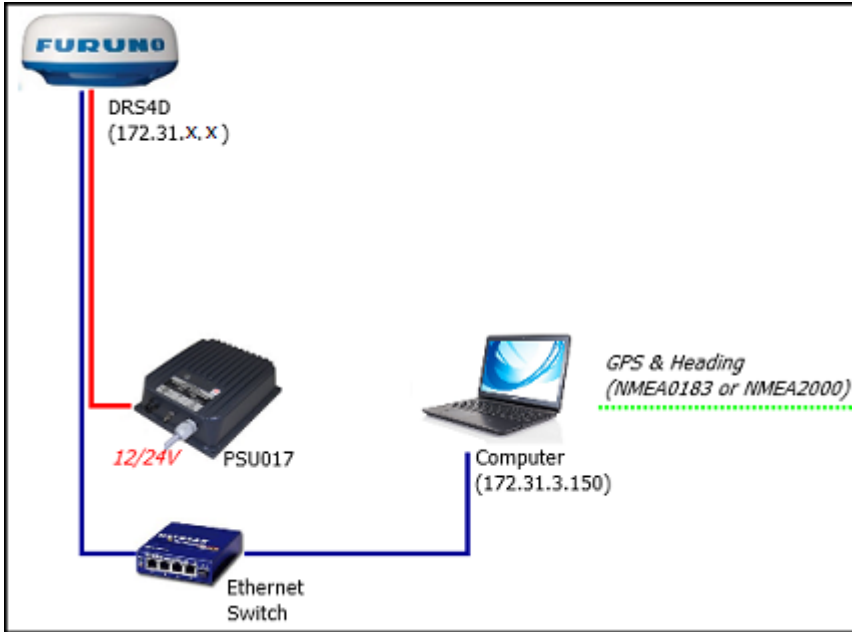 FURUNO
DRS4D
(172.31.x.x)
GPS & Heading
(NMEA0183 or NMEA2000)
12/24V
PSU017
Computer
(172.31.3.150)
NETGEAR
Ethernet
Switch